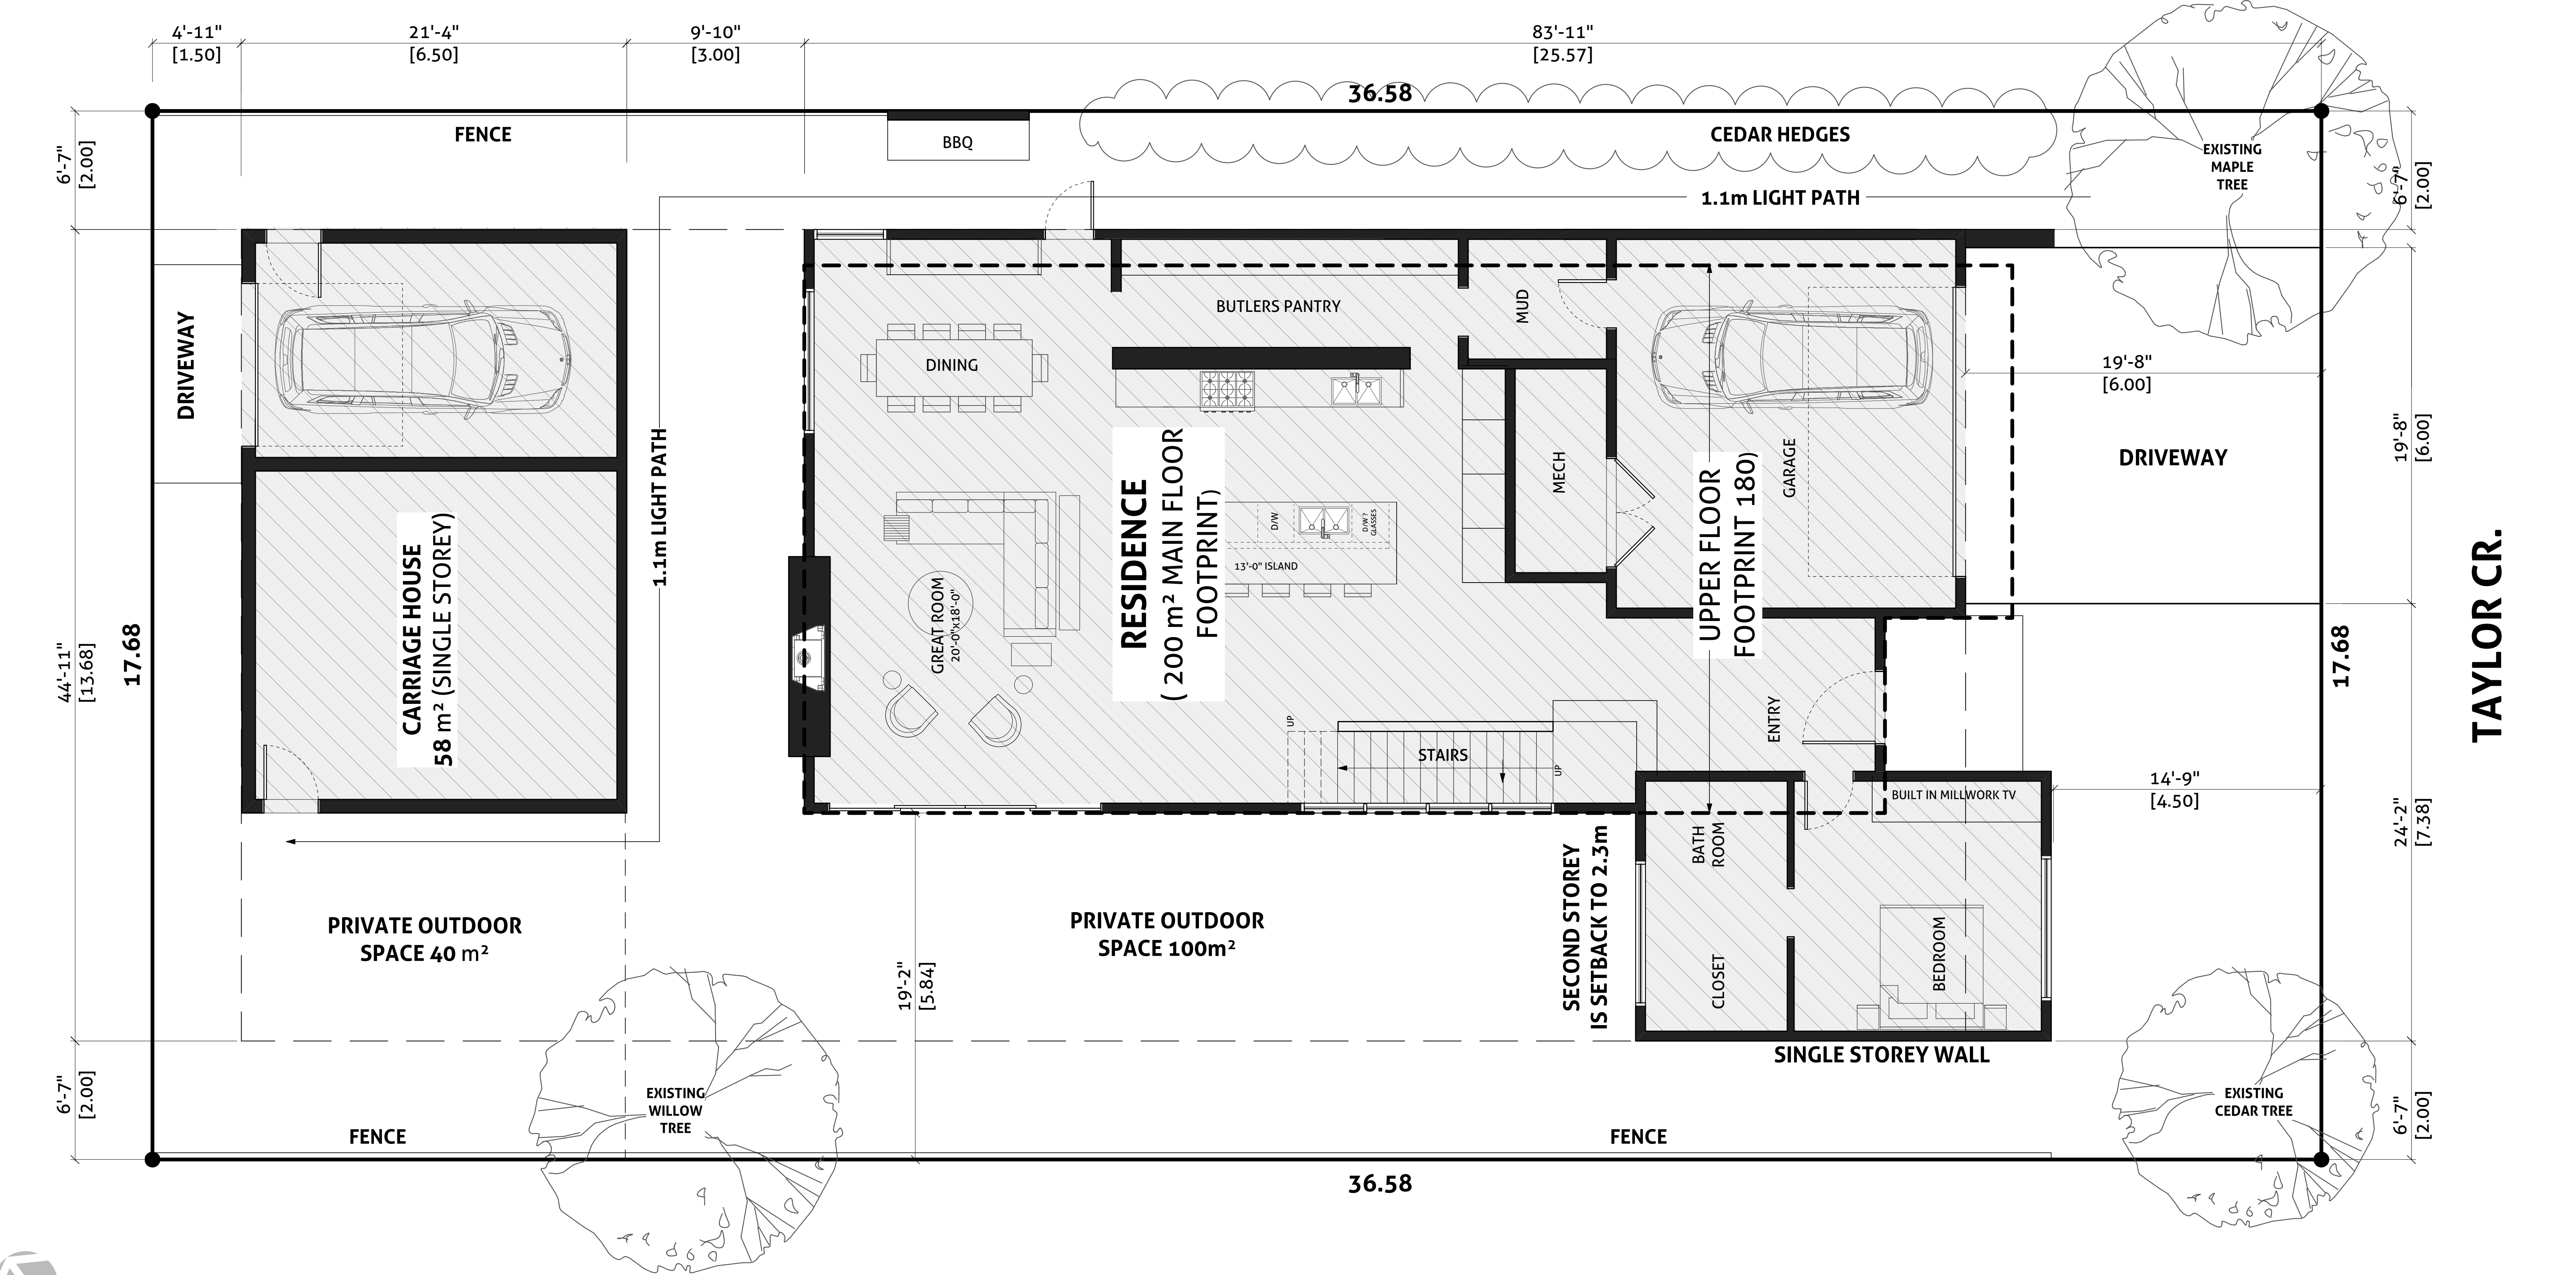 4'-11"
[1.50]
21'-4"
[6.50]
9'-10"
[3.00]
83'-11"
[25.57]
36.58
6'-7"
[2.00]
FENCE
BBQ
CEDAR HEDGES
EXISTING
MAPLE
TREE
6'-7"
[2.00]
1.1m LIGHT PATH
DRIVEWAY
DINING
BUTLERS PANTRY
MUD
19'-8"
[6.00]
19'-8"
[6.00]
DRIVEWAY
MECH
GARAGE
UPPER FLOOR
FOOTPRINT 180)
1.1m LIGHT PATH
CARRIAGE HOUSE
58 m² (SINGLE STOREY)
RESIDENCE
( 200 m² MAIN FLOOR
FOOTPRINT)
D/W
D/W ?
GLASSES
13'-0" ISLAND
GREAT ROOM
20'-0"x18'-0"
44'-11"
[13.68]
17.68
17.68
TAYLOR CR.
UP
STAIRS
UP
ENTRY
14'-9"
[4.50]
BUILT IN MILLWORK TV
24'-2"
[7.38]
BATH
ROOM
SECOND STOREY
IS SETBACK TO 2.3m
PRIVATE OUTDOOR
SPACE 40 m²
PRIVATE OUTDOOR
SPACE 100m²
19'-2"
[5.84]
CLOSET
BEDROOM
SINGLE STOREY WALL
6'-7"
[2.00]
EXISTING
WILLOW
TREE
EXISTING
CEDAR TREE
6'-7"
[2.00]
FENCE
FENCE
36.58